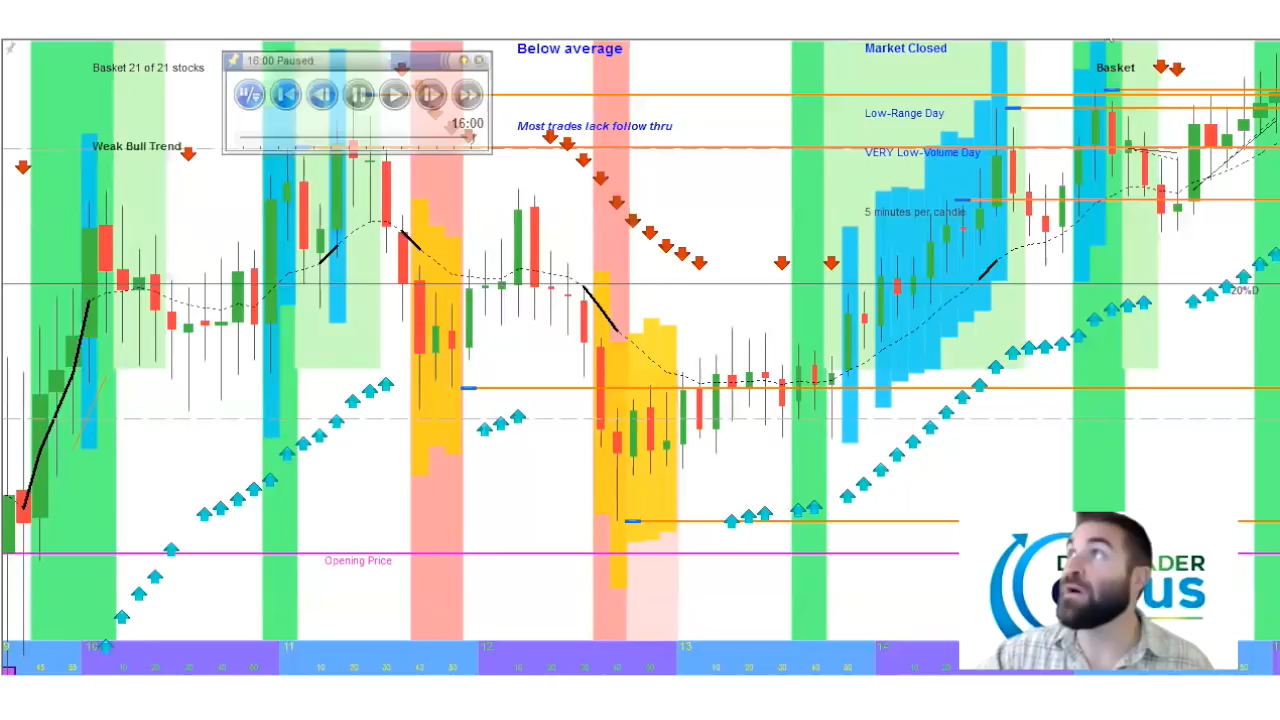 Below average
Market Closed
16:00 Paused
Basket 21 of 21 stocks
Basket
Low-Range Day
16:00
Most trades lack follow thru
Weak Bull Trend
VERY Low-Volume Day
5 minutes per candle
20%D
Opening Price
9 10 11 12 13 14